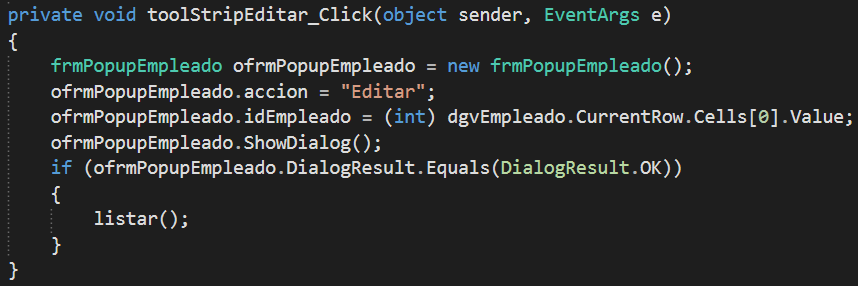 private void toolStripEditar_Click(object sender, EventArgs e)
{
    frmPopupEmpleado ofrmPopupEmpleado = new frmPopupEmpleado();
    ofrmPopupEmpleado.accion = "Editar";
    ofrmPopupEmpleado.idEmpleado = (int) dgvEmpleado.CurrentRow.Cells[0].Value;
    ofrmPopupEmpleado.ShowDialog();
    if (ofrmPopupEmpleado.DialogResult.Equals(DialogResult.OK))
    {
        listar();
    }
}